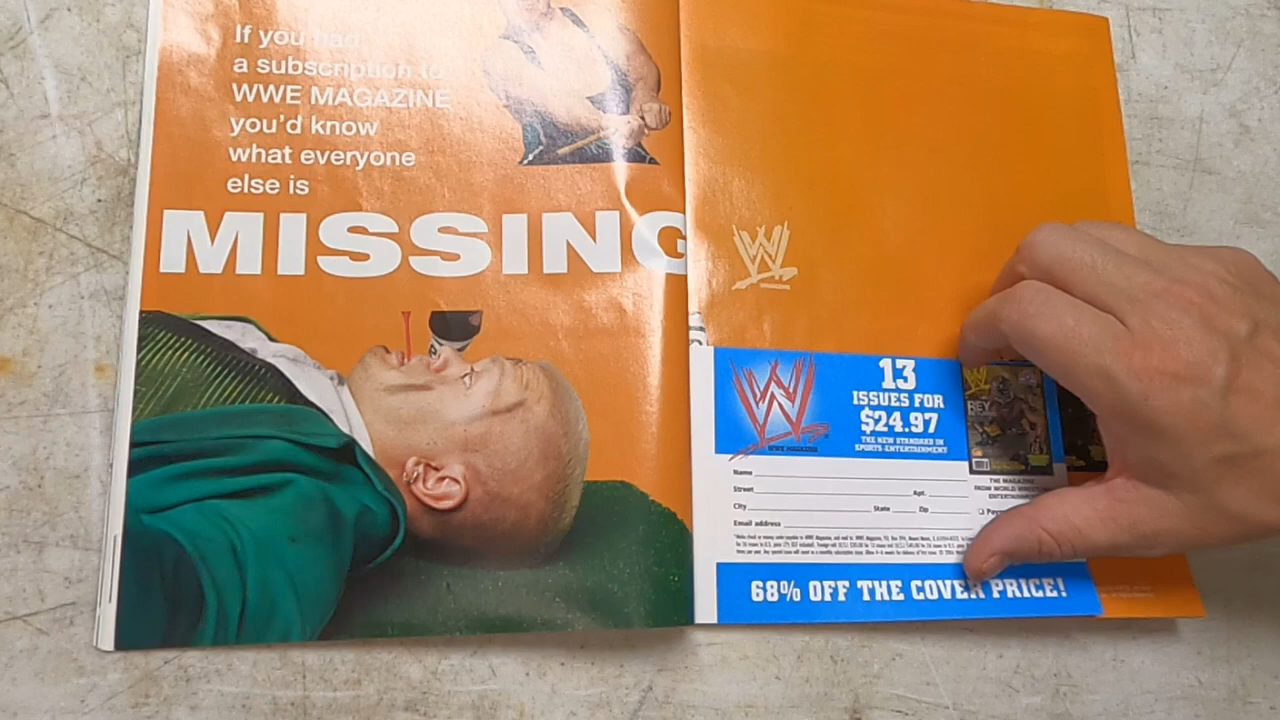 If you had
a subscription to
WWE MAGAZINE
you'd know
what everyone
else is
MISSING
W
W
WWE MAGAZINE
13
ISSUES FOR
$24.97
THE NEW STANDARD IN
SPORTS-ENTERTAINMENT
W
REY
THE MAGAZINE
FROM WORLD
ENTERTAINMENT
Name
Street
Apt.
City
State
Zip
Email address
68% OFF THE COVER PRICE!